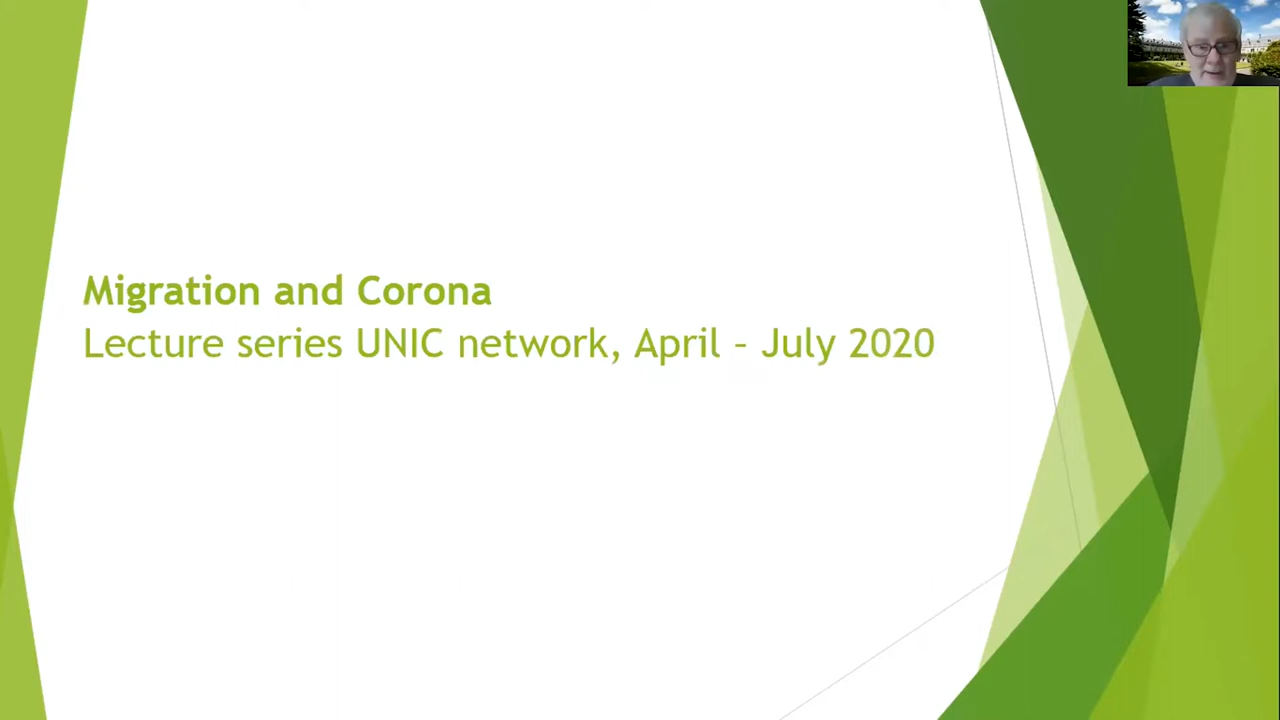 Migration and Corona
Lecture series UNIC network, April – July 2020